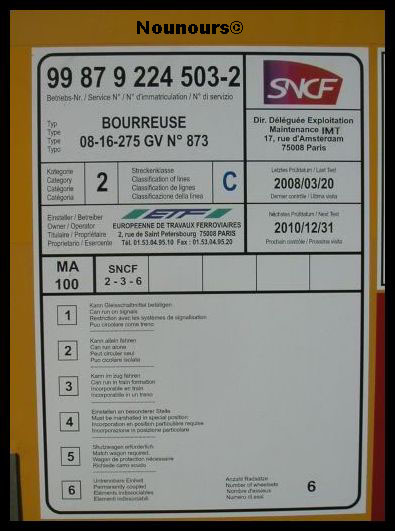 Nounours©
99 87 9 224 503-2
Betriebs-Nr. / Service N° / N° d'immatriculation / N° di servizio
SNCF
Typ
Type
Type
Typo
BOURREUSE
08-16-275 GV N° 873
Dir. Déléguée Exploitation
Maintenance IMT
17, rue d'Amsterdam
75008 Paris
Kategorie
Category
Catégorie
Catégoria
2
Streckenklasse
Classification of lines
Classification de lignes
Classificazione della linea
C
Letztes Prüfdatum / Last Test
2008/03/20
Dernier contrôle / Ultima visita
Einsteller / Betreiber
Owner / Operator
Titulaire / Propriétaire
Proprietario / Esercente
ETF
EUROPEENNE DE TRAVAUX FERROVIAIRES
2, rue de Saint Petersbourg 75008 PARIS
Tél. 01.53.04.95.10 Fax : 01.53.04.95.20
Nächstes Prüfdatum / Next Test
2010/12/31
Prochain contrôle / Prossima visita
MA
100
SNCF
2 - 3 - 6
1
Kann Gleisschaltmittel betätigen
Can run on signals
Restriction avec les systèmes de signalisation
Puo circolare come treno
2
Kann allein fahren
Can run alone
Peut circuler seul
Puo circolare isolata
3
Kann im zug fahren
Can run in train formation
Incorporable en train
Incorporabile in un treno
4
Einstellen an besonderer Stelle
Must be marshalled in special position
Incorporation en position particulière requise
Incorporazione in posizione particolare
5
Shutzwagen erforderlich
Match wagon required
Wagon de protection nécessaire
Richiede carro scudo
6
Untrennbare Einheit
Permanently coupled
Eléments indissociables
Elementi indissociabili
Anzahl Radsätze
Number of wheelsets
Nombre d'essieux
Numero di assi
6